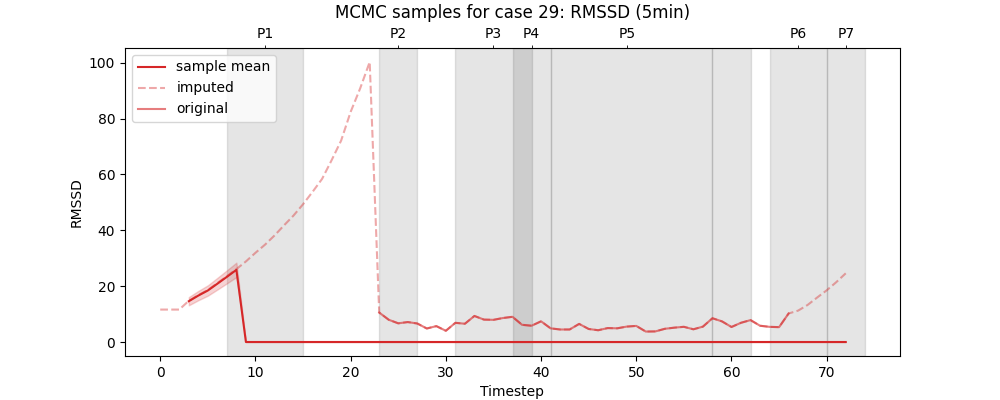 MCMC samples for case 29: RMSSD (5min)
P1 P2 P3 P4 P5 P6 P7
sample mean
imputed
original
100
80
60
40
20
0
RMSSD
0 10 20 30 40 50 60 70
Timestep